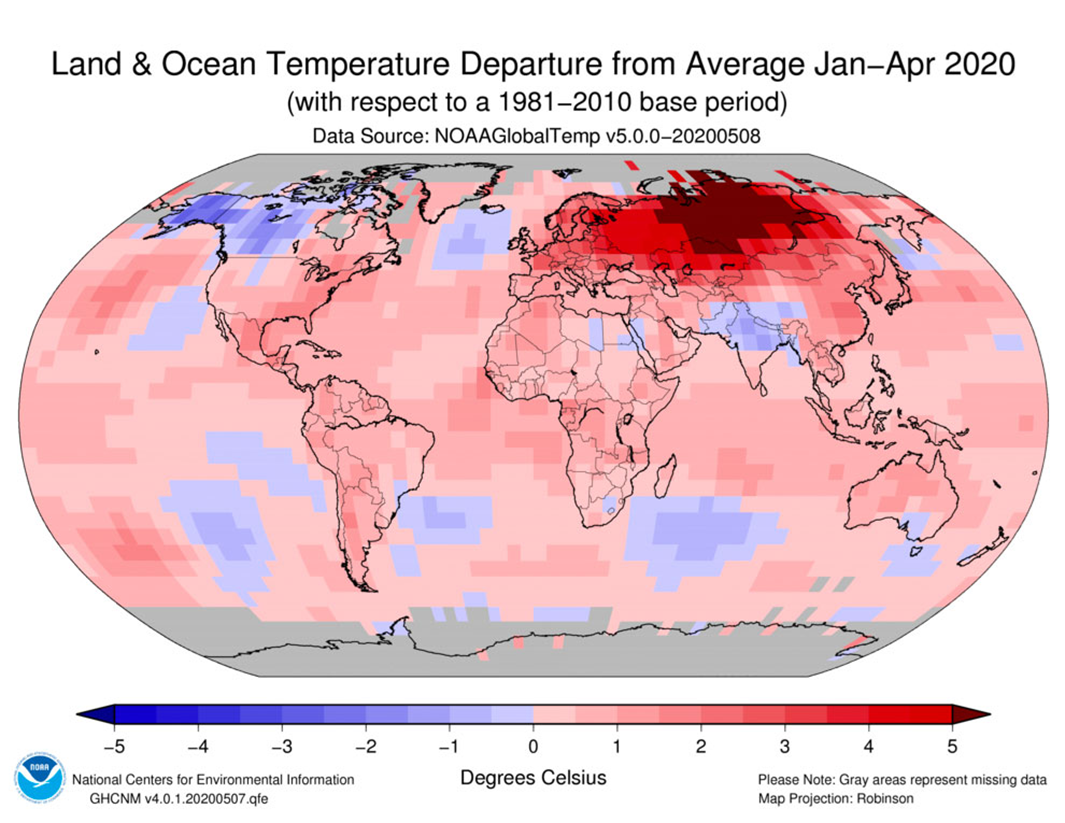 Land & Ocean Temperature Departure from Average Jan–Apr 2020
(with respect to a 1981–2010 base period)
Data Source: NOAAGlobalTemp v5.0.0–20200508
−5 −4 −3 −2 −1 0 1 2 3 4 5
NOAA
National Centers for Environmental Information
GHCNM v4.0.1.20200507.qfe
Degrees Celsius
Please Note: Gray areas represent missing data
Map Projection: Robinson